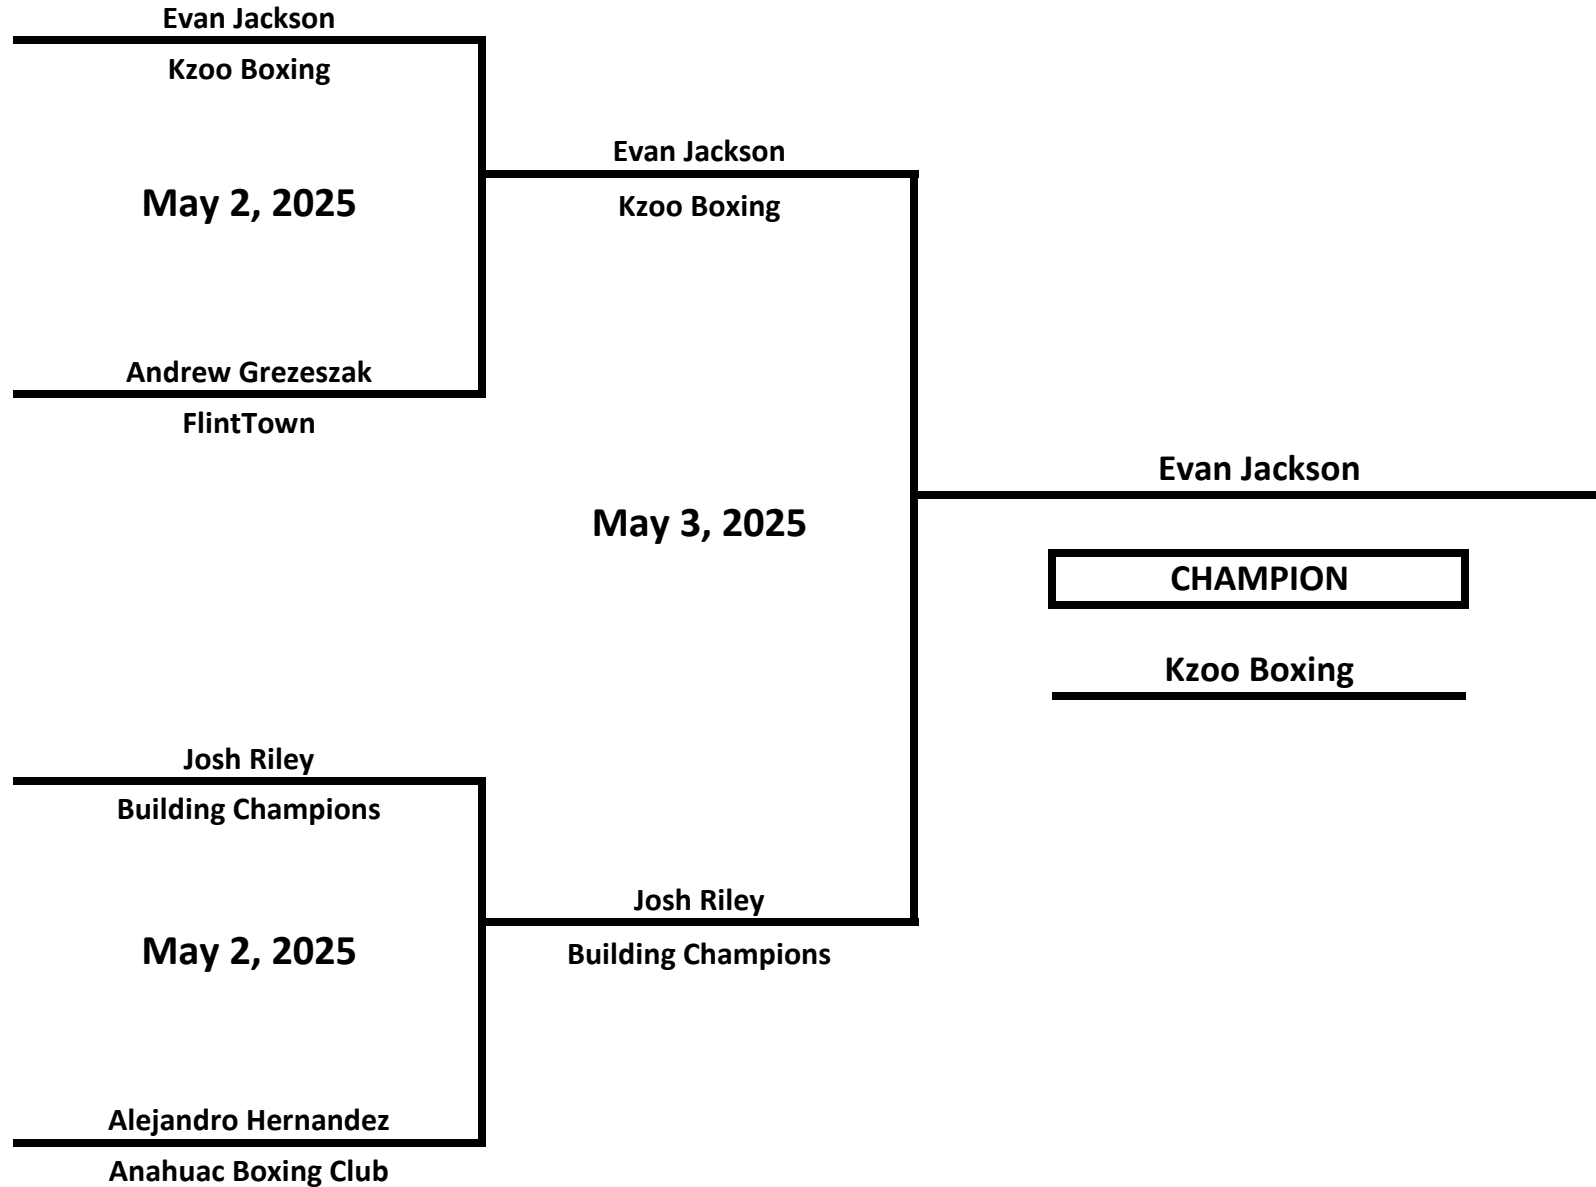 Evan Jackson
Kzoo Boxing
May 2, 2025
Andrew Grezeszak
FlintTown
Josh Riley
Building Champions
May 2, 2025
Alejandro Hernandez
Anahuac Boxing Club
Evan Jackson
Kzoo Boxing
May 3, 2025
Josh Riley
Building Champions
Evan Jackson
CHAMPION
Kzoo Boxing